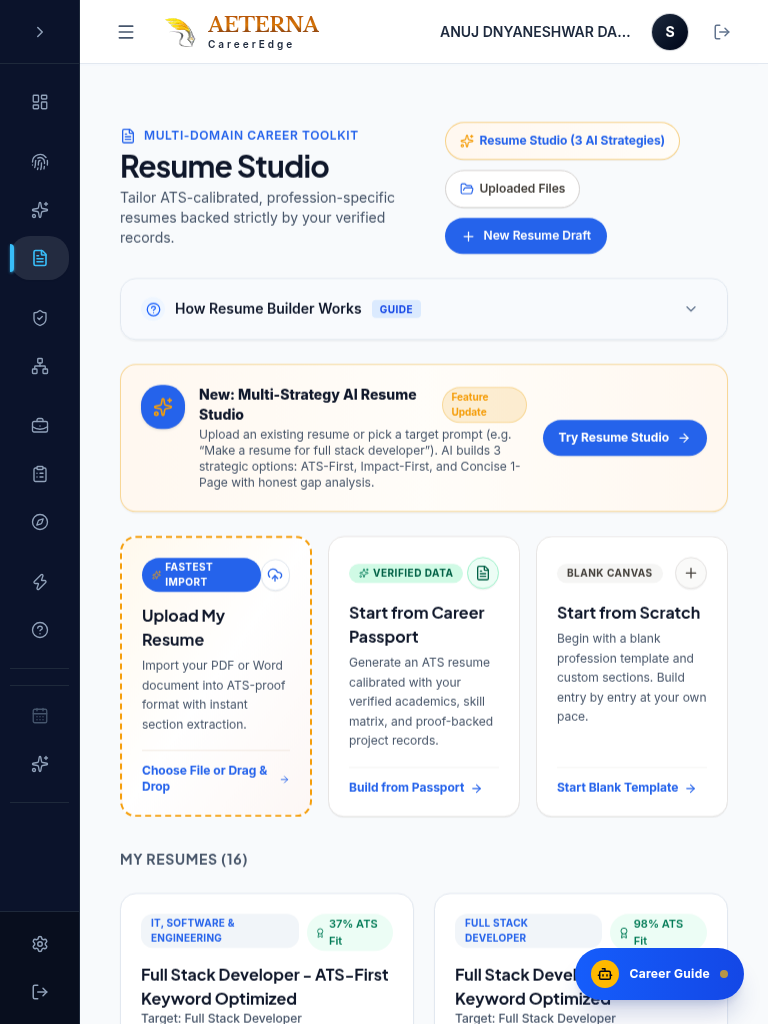 AETERNA
CareerEdge
ANUJ DNYANESHWAR DA...
S
MULTI-DOMAIN CAREER TOOLKIT
Resume Studio
Tailor ATS-calibrated, profession-specific
resumes backed strictly by your verified
records.
Resume Studio (3 AI Strategies)
Uploaded Files
New Resume Draft
How Resume Builder Works
GUIDE
New: Multi-Strategy AI Resume
Studio
Feature
Update
Upload an existing resume or pick a target prompt (e.g.
“Make a resume for full stack developer”). AI builds 3
strategic options: ATS-First, Impact-First, and Concise 1-
Page with honest gap analysis.
Try Resume Studio
FASTEST
IMPORT
Upload My
Resume
Import your PDF or Word
document into ATS-proof
format with instant
section extraction.
Choose File or Drag &
Drop
VERIFIED DATA
Start from Career
Passport
Generate an ATS resume
calibrated with your
verified academics, skill
matrix, and proof-backed
project records.
Build from Passport
BLANK CANVAS
Start from Scratch
Begin with a blank
profession template and
custom sections. Build
entry by entry at your own
pace.
Start Blank Template
MY RESUMES (16)
IT, SOFTWARE &
ENGINEERING
37% ATS
Fit
Full Stack Developer – ATS-First
Keyword Optimized
Target: Full Stack Developer
FULL STACK
DEVELOPER
98% ATS
Fit
Full Stack Devel
Keyword Optimized
Target: Full Stack Developer
Career Guide